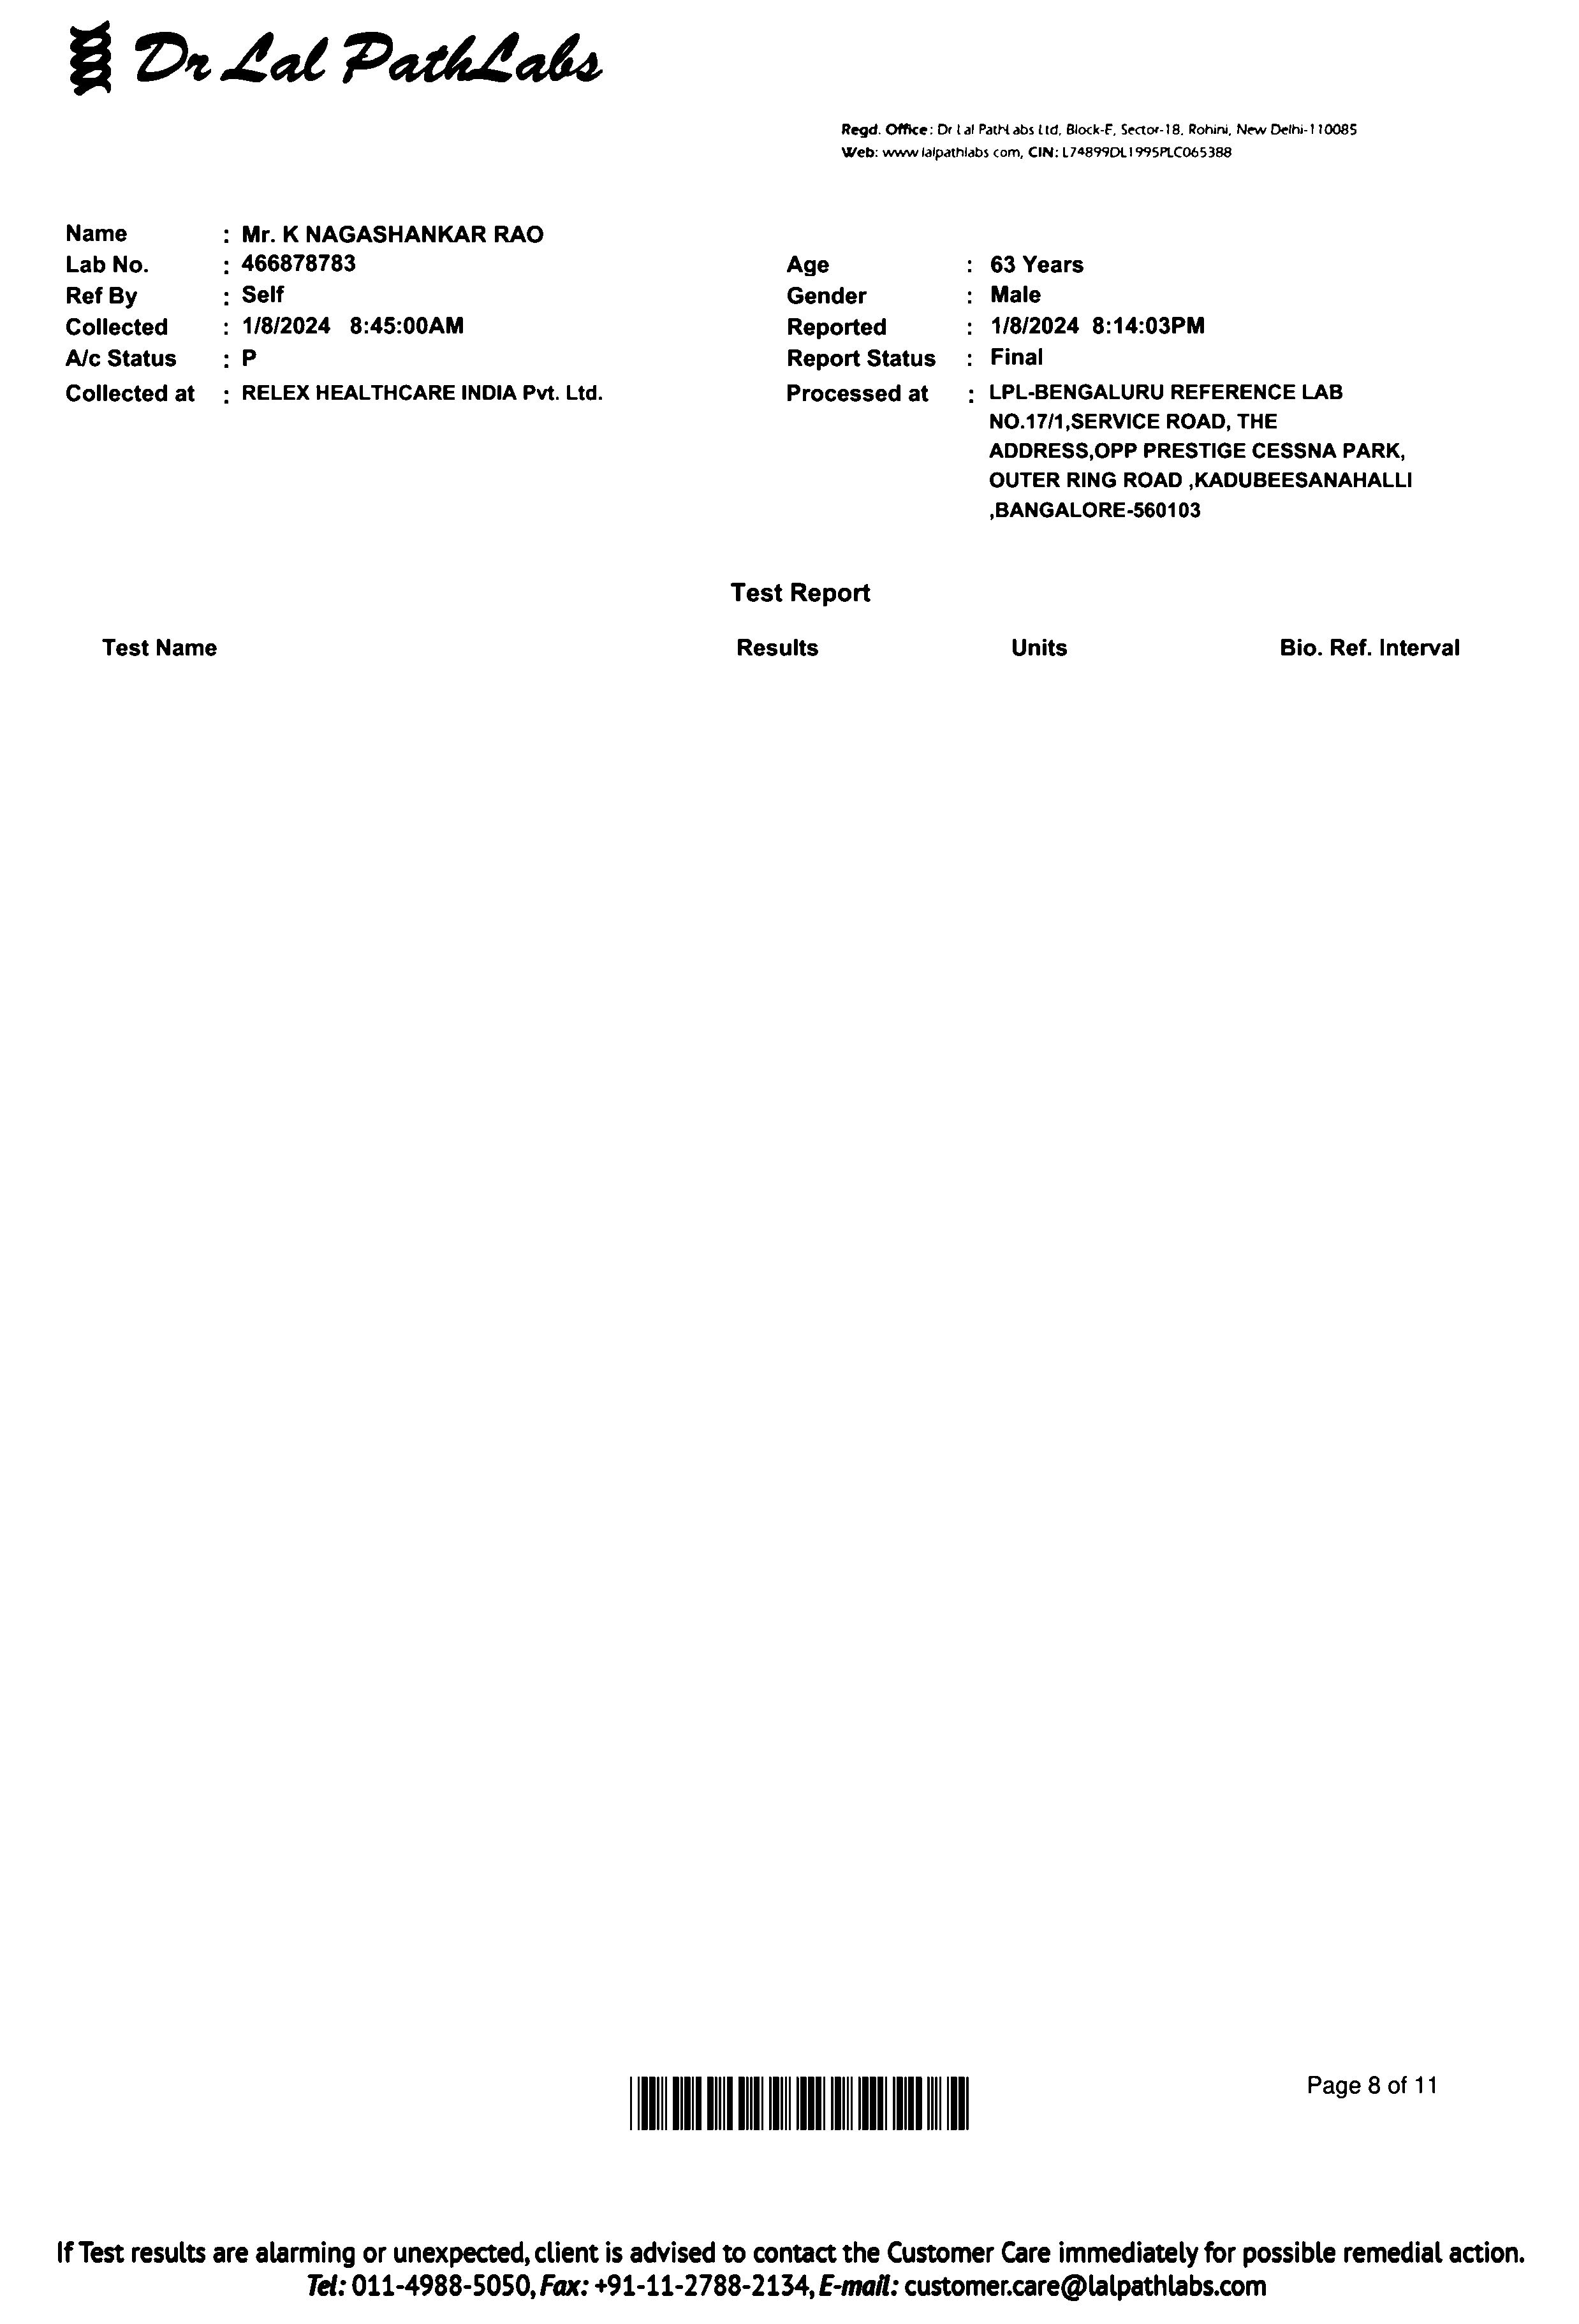 Dr Lal PathLabs
Regd. Office: Dr Lal PathLabs Ltd, Block-E, Sector-18, Rohini, New Delhi-110085
Web: www.lalpathlabs.com, CIN: L74899DL1995PLC065388
Name : Mr. K NAGASHANKAR RAO
Lab No. : 466878783 Age : 63 Years
Ref By : Self Gender : Male
Collected : 1/8/2024 8:45:00AM Reported : 1/8/2024 8:14:03PM
A/c Status : P Report Status : Final
Collected at : RELEX HEALTHCARE INDIA Pvt. Ltd. Processed at : LPL-BENGALURU REFERENCE LAB
NO.17/1,SERVICE ROAD, THE
ADDRESS,OPP PRESTIGE CESSNA PARK,
OUTER RING ROAD ,KADUBEESANAHALLI
,BANGALORE-560103
Test Report
Test Name Results Units Bio. Ref. Interval
Page 8 of 11
If Test results are alarming or unexpected, client is advised to contact the Customer Care immediately for possible remedial action.
Tel: 011-4988-5050, Fax: +91-11-2788-2134, E-mail: customer.care@lalpathlabs.com